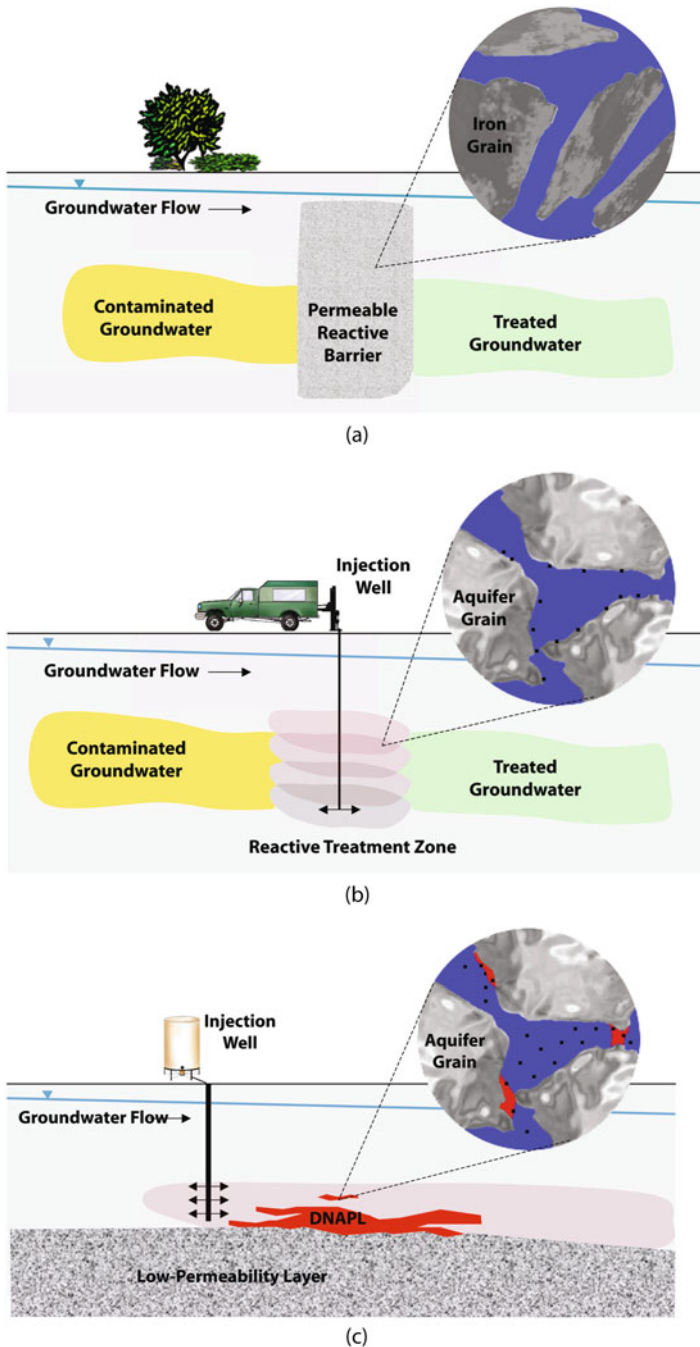 Iron
Grain
Groundwater Flow
Contaminated
Groundwater
Permeable
Reactive
Barrier
Treated
Groundwater
(a)
Injection
Well
Aquifer
Grain
Groundwater Flow
Contaminated
Groundwater
Treated
Groundwater
Reactive Treatment Zone
(b)
Injection
Well
Aquifer
Grain
Groundwater Flow
DNAPL
Low-Permeability Layer
(c)